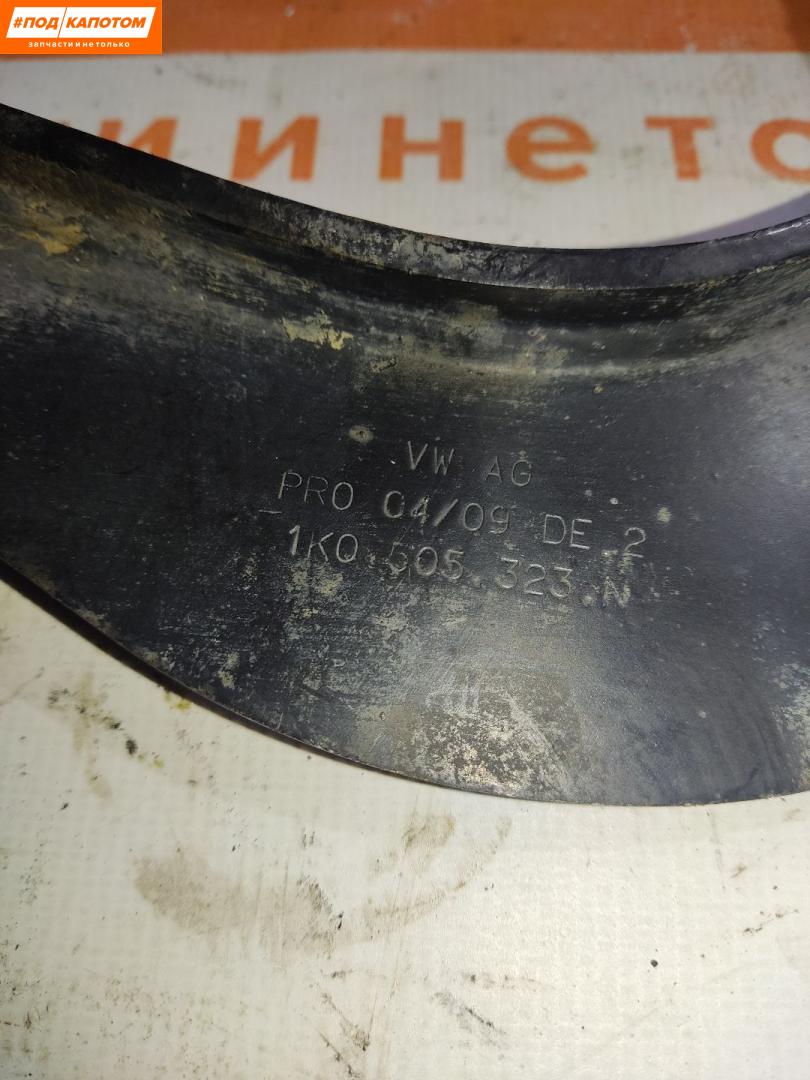 #ПОД КАПОТОМ
запчасти и не только
и и н е т о
VW AG
PRO 04/09 DE 2
1K0.505.323.N